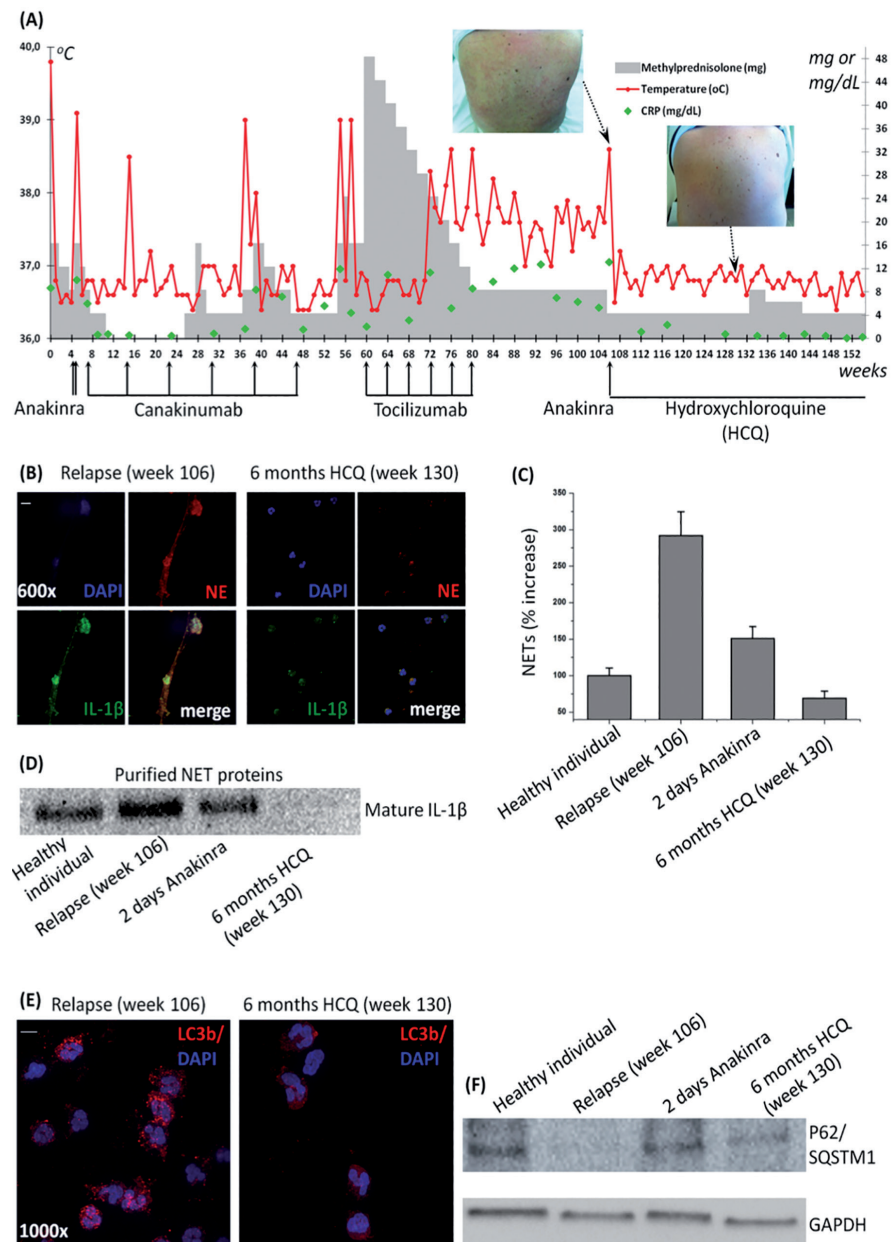 (A)
°C
40,0
39,0
38,0
37,0
36,0
mg or
mg/dL
48
44
40
36
32
28
24
20
16
12
8
4
0
Methylprednisolone (mg)
Temperature (oC)
CRP (mg/dL)
0 4 8 12 16 20 24 28 32 36 40 44 48 52 56 60 64 68 72 76 80 84 88 92 96 100 104 108 112 116 120 124 128 132 136 140 144 148 152
weeks
Anakinra
Canakinumab
Tocilizumab
Anakinra
Hydroxychloroquine
(HCQ)
(B)
Relapse (week 106)
6 months HCQ (week 130)
600x
DAPI
NE
DAPI
NE
IL-1β
merge
IL-1β
merge
(C)
NETs (% increase)
350
300
250
200
150
100
50
Healthy individual
Relapse (week 106)
2 days Anakinra
6 months HCQ (week 130)
(D)
Purified NET proteins
Mature IL-1β
Healthy
individual
Relapse (week 106)
2 days Anakinra
6 months HCQ
(week 130)
(E)
Relapse (week 106)
6 months HCQ (week 130)
LC3b/
DAPI
LC3b/
DAPI
1000x
(F)
Healthy individual
Relapse (week 106)
2 days Anakinra
6 months HCQ
(week 130)
P62/
SQSTM1
GAPDH